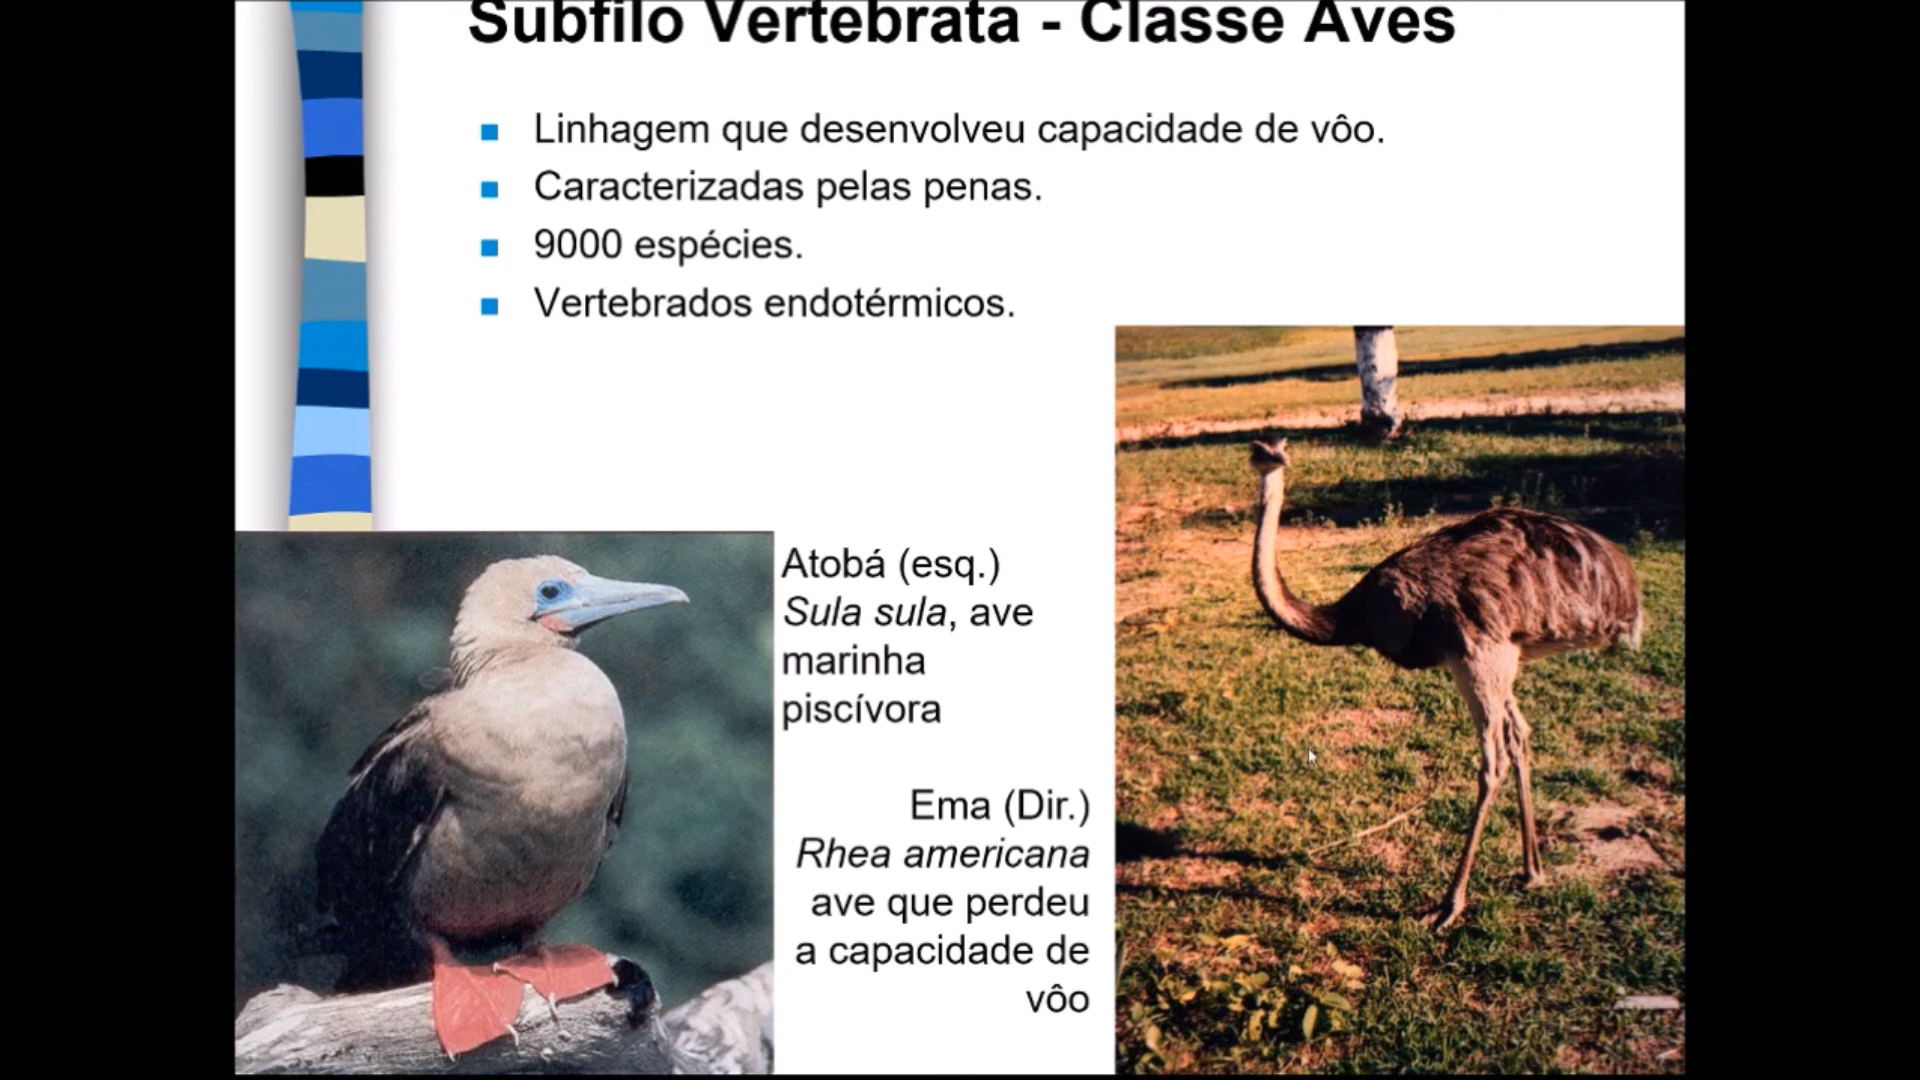 Subfilo Vertebrata - Classe Aves
Linhagem que desenvolveu capacidade de vôo.
Caracterizadas pelas penas.
9000 espécies.
Vertebrados endotérmicos.
Atobá (esq.)
Sula sula, ave
marinha
piscívora
Ema (Dir.)
Rhea americana
ave que perdeu
a capacidade de
vôo